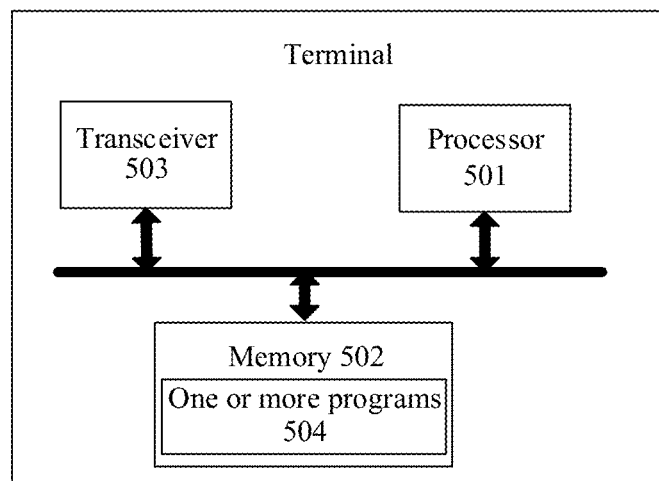 Terminal
Transceiver
503
Processor
501
Memory 502
One or more programs
504